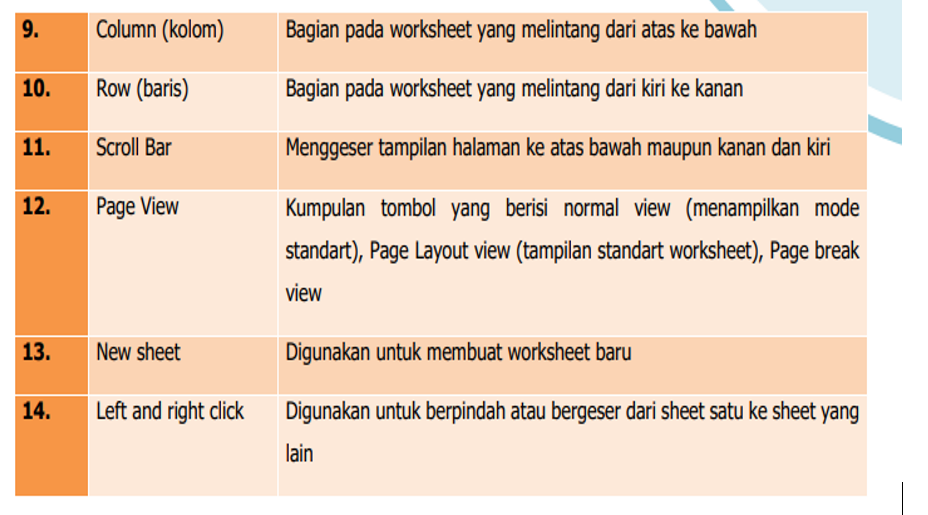 9. Column (kolom) Bagian pada worksheet yang melintang dari atas ke bawah
10. Row (baris) Bagian pada worksheet yang melintang dari kiri ke kanan
11. Scroll Bar Menggeser tampilan halaman ke atas bawah maupun kanan dan kiri
12. Page View Kumpulan tombol yang berisi normal view (menampilkan mode
standart), Page Layout view (tampilan standart worksheet), Page break
view
13. New sheet Digunakan untuk membuat worksheet baru
14. Left and right click Digunakan untuk berpindah atau bergeser dari sheet satu ke sheet yang
lain